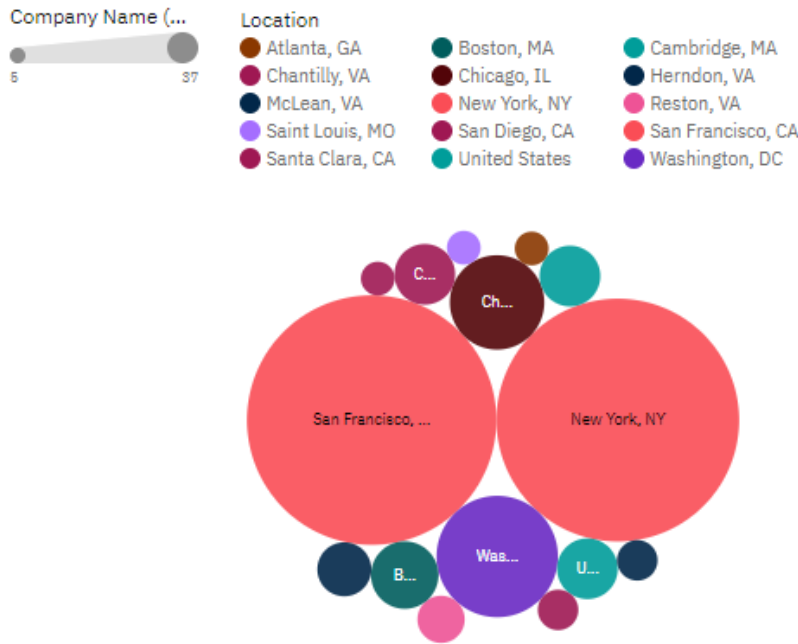 Company Name (...
5 37
Location
Atlanta, GA Boston, MA Cambridge, MA
Chantilly, VA Chicago, IL Herndon, VA
McLean, VA New York, NY Reston, VA
Saint Louis, MO San Diego, CA San Francisco, CA
Santa Clara, CA United States Washington, DC
C...
Ch...
San Francisco, ... New York, NY
Was...
B... U...